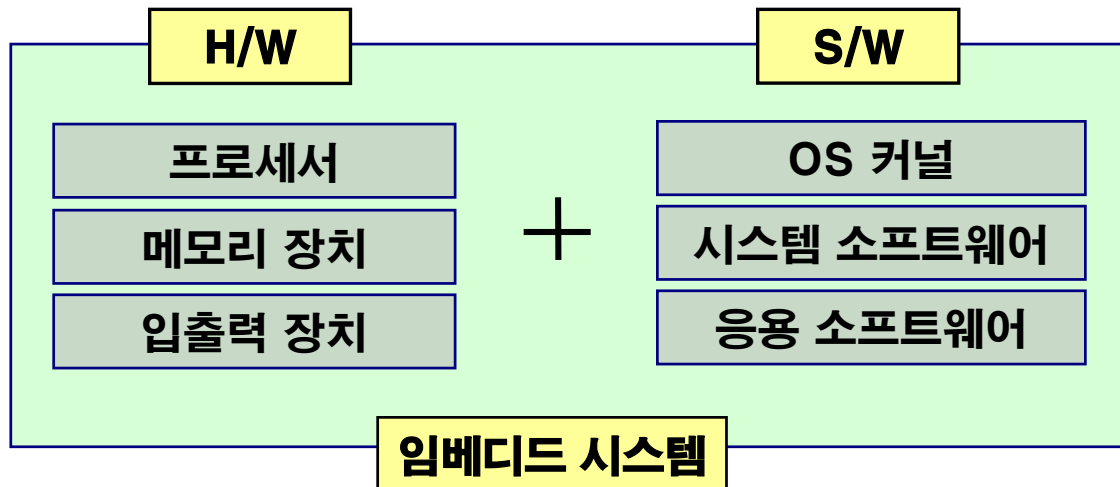 H/W
프로세서
메모리 장치
입출력 장치
+
S/W
OS 커널
시스템 소프트웨어
응용 소프트웨어
임베디드 시스템